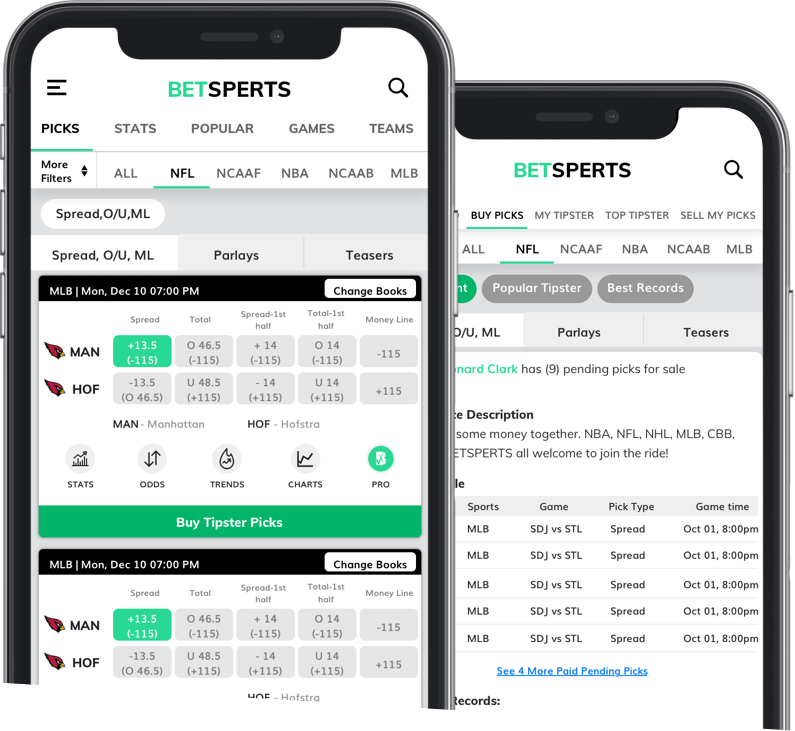 BETSPERTS
PICKS STATS POPULAR GAMES TEAMS
More
Filters
ALL NFL NCAAF NBA NCAAB MLB
Spread,O/U,ML
Spread, O/U, ML Parlays Teasers
MLB | Mon, Dec 10 07:00 PM Change Books
Spread Total Spread-1st half Total-1st half Money Line
MAN +13.5 (-115) O 46.5 (-115) + 14 (-115) O 14 (-115) -115
HOF -13.5 (O 46.5) U 48.5 (+115) - 14 (+115) U 14 (+115) +115
MAN - Manhattan HOF - Hofstra
STATS ODDS TRENDS CHARTS PRO
Buy Tipster Picks
MLB | Mon, Dec 10 07:00 PM Change Books
Spread Total Spread-1st half Total-1st half Money Line
MAN +13.5 (-115) O 46.5 (-115) + 14 (-115) O 14 (-115) -115
HOF -13.5 (O 46.5) U 48.5 (+115) - 14 (+115) U 14 (+115) +115
HOF - Hofstra
BETSPERTS
BUY PICKS MY TIPSTER TOP TIPSTER SELL MY PICKS
ALL NFL NCAAF NBA NCAAB MLB
nt Popular Tipster Best Records
O/U, ML Parlays Teasers
onard Clark has (9) pending picks for sale
ce Description
some money together. NBA, NFL, NHL, MLB, CBB,
ETSPERTS all welcome to join the ride!
le
Sports Game Pick Type Game time
MLB SDJ vs STL Spread Oct 01, 8:00pm
MLB SDJ vs STL Spread Oct 01, 8:00pm
MLB SDJ vs STL Spread Oct 01, 8:00pm
MLB SDJ vs STL Spread Oct 01, 8:00pm
MLB SDJ vs STL Spread Oct 01, 8:00pm
See 4 More Paid Pending Picks
Records: